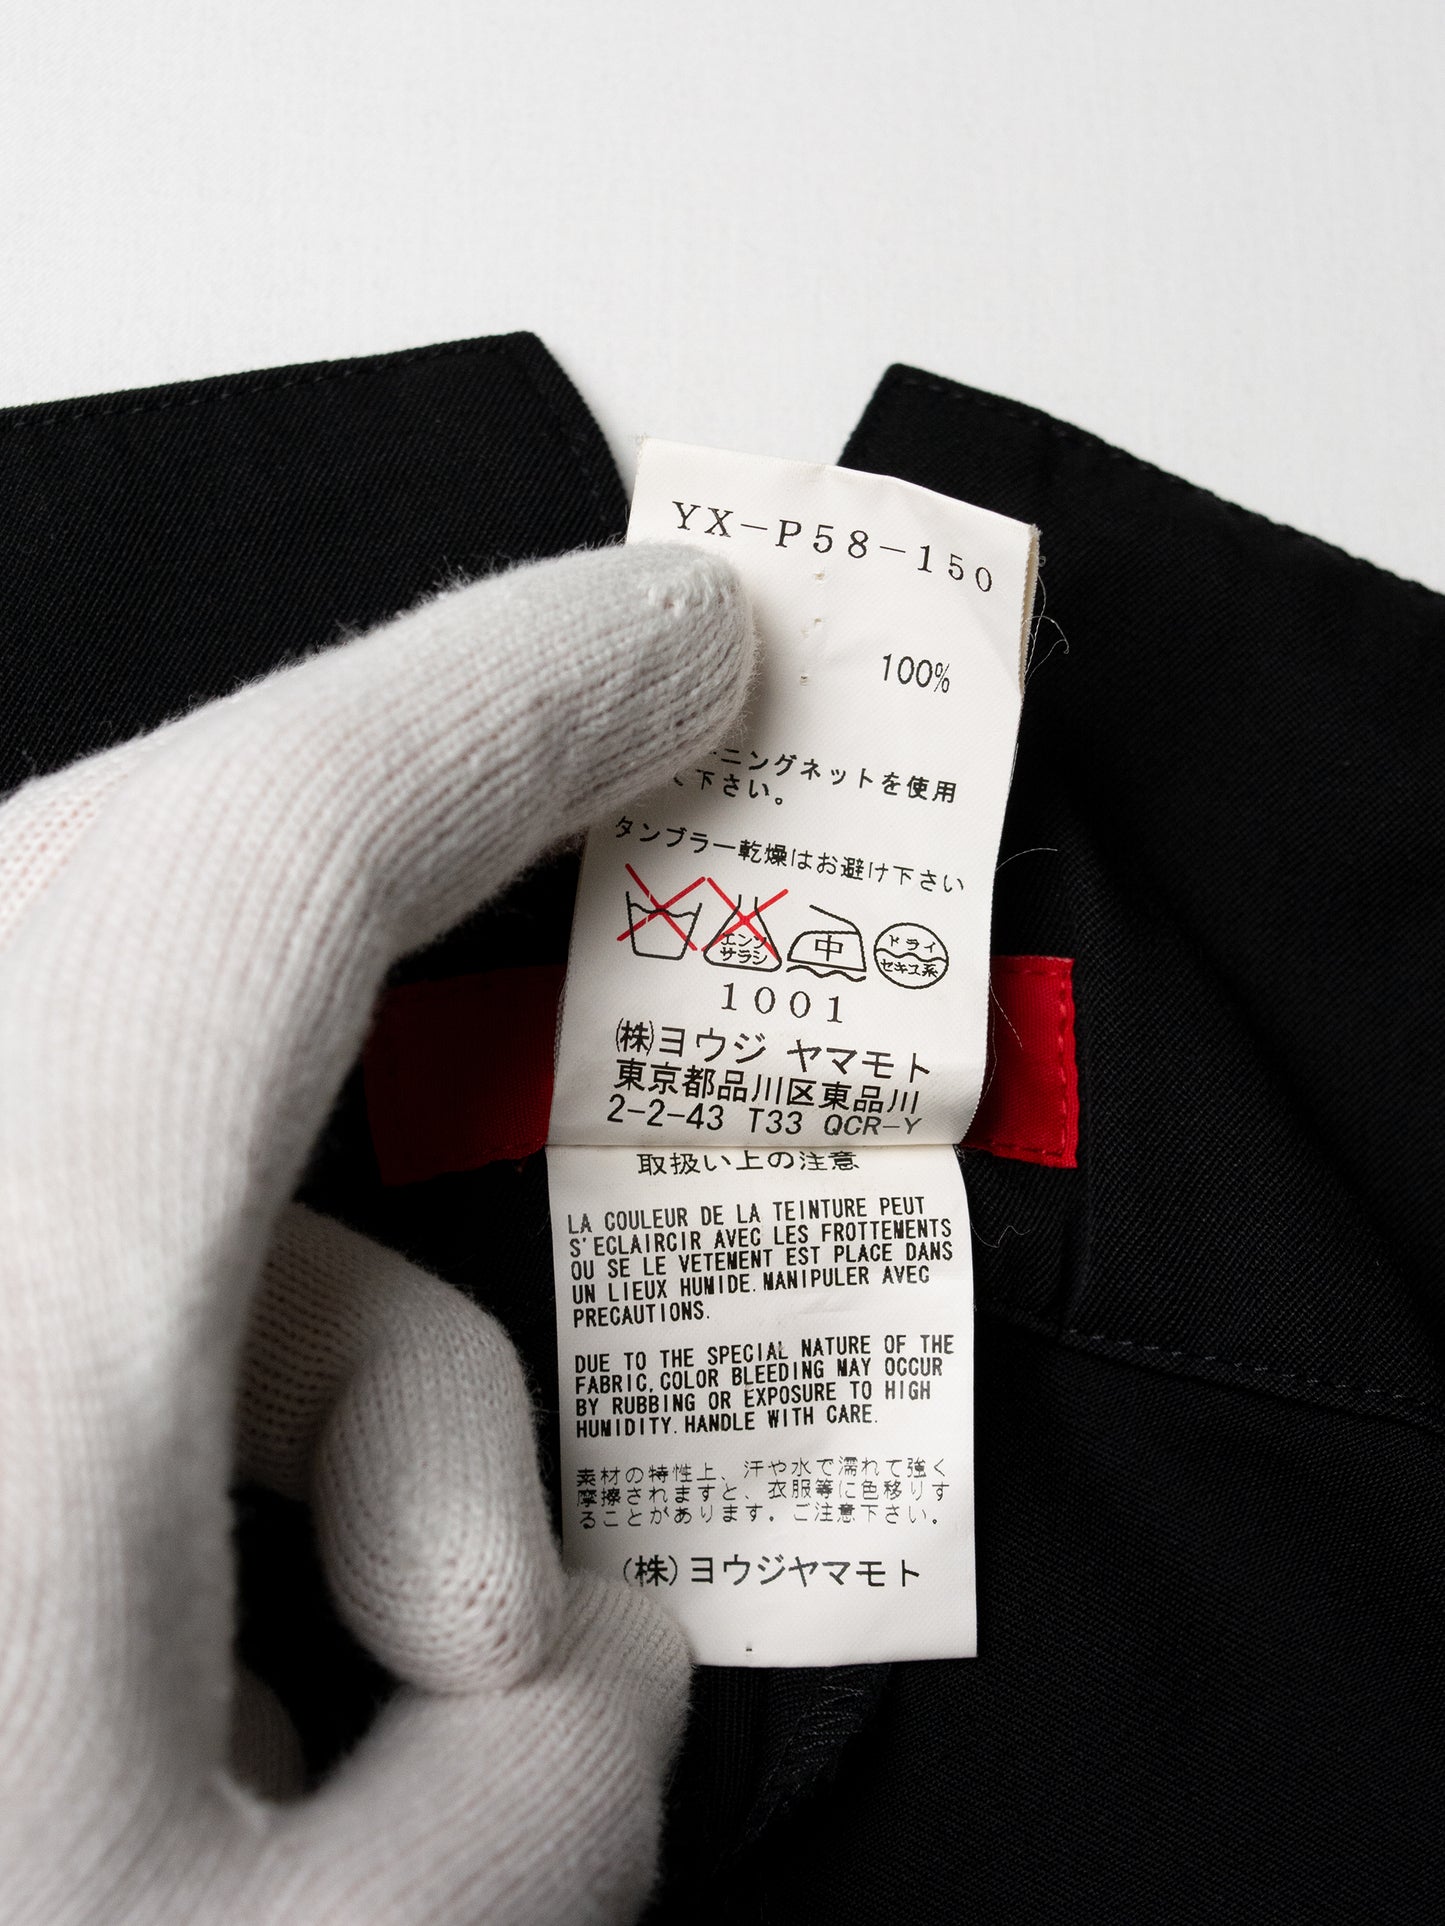 YX-P58-150
100%
ニングネットを使用
下さい。
タンブラー乾燥はお避け下さい
エンソ
サラシ
中
ドライ
セキユ系
1001
㈱ヨウジ ヤマモト
東京都品川区東品川
2-2-43 T33 QCR-Y
取扱い上の注意
LA COULEUR DE LA TEINTURE PEUT
S'ECLAIRCIR AVEC LES FROTTEMENTS
OU SE LE VETEMENT EST PLACE DANS
UN LIEUX HUMIDE.MANIPULER AVEC
PRECAUTIONS.
DUE TO THE SPECIAL NATURE OF THE
FABRIC,COLOR BLEEDING MAY OCCUR
BY RUBBING OR EXPOSURE TO HIGH
HUMIDITY.HANDLE WITH CARE.
素材の特性上、汗や水で濡れて強く
摩擦されますと、衣服等に色移りす
ることがあります。ご注意下さい。
(株)ヨウジヤマモト